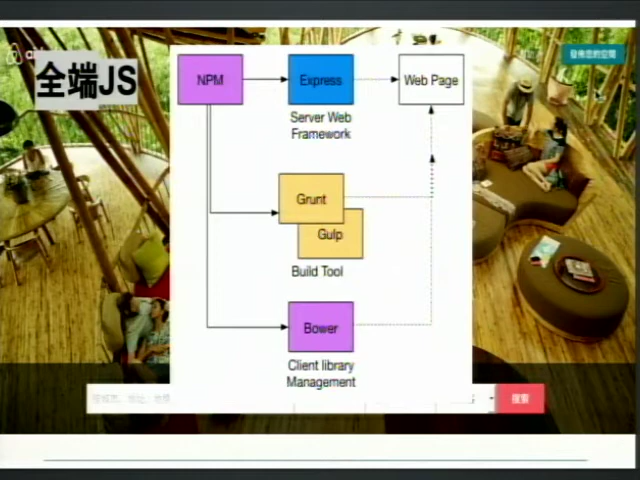 發佈您的空間
全端JS
NPM
Express
Web Page
Server Web
Framework
Grunt
Gulp
Build Tool
Bower
Client library
Management
搜索